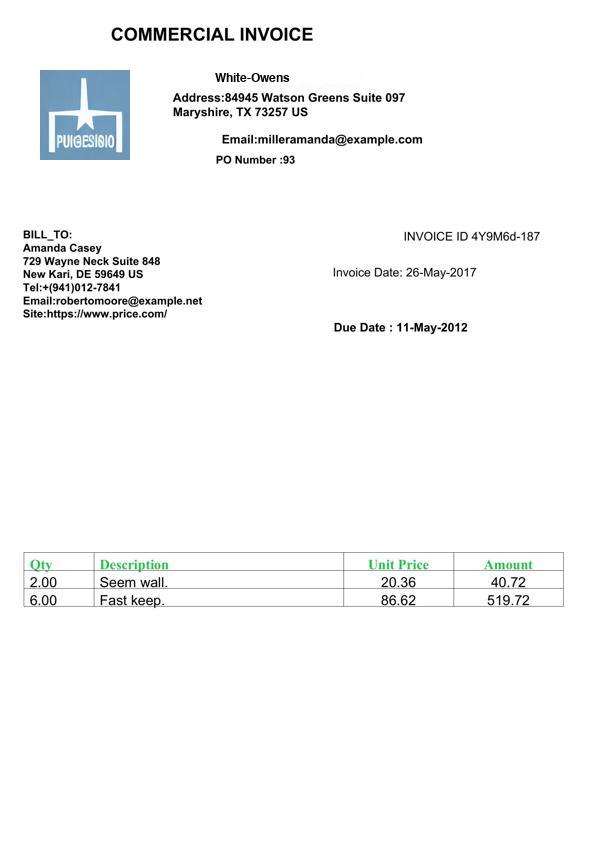 COMMERCIAL INVOICE
White-Owens
Address:84945 Watson Greens Suite 097
Maryshire, TX 73257 US
Email:milleramanda@example.com
PO Number :93
PUIGESISIO
BILL_TO:
Amanda Casey
729 Wayne Neck Suite 848
New Kari, DE 59649 US
Tel:+(941)012-7841
Email:robertomoore@example.net
Site:https://www.price.com/
INVOICE ID 4Y9M6d-187
Invoice Date: 26-May-2017
Due Date : 11-May-2012
Qty Description Unit Price Amount
2.00 Seem wall. 20.36 40.72
6.00 Fast keep. 86.62 519.72